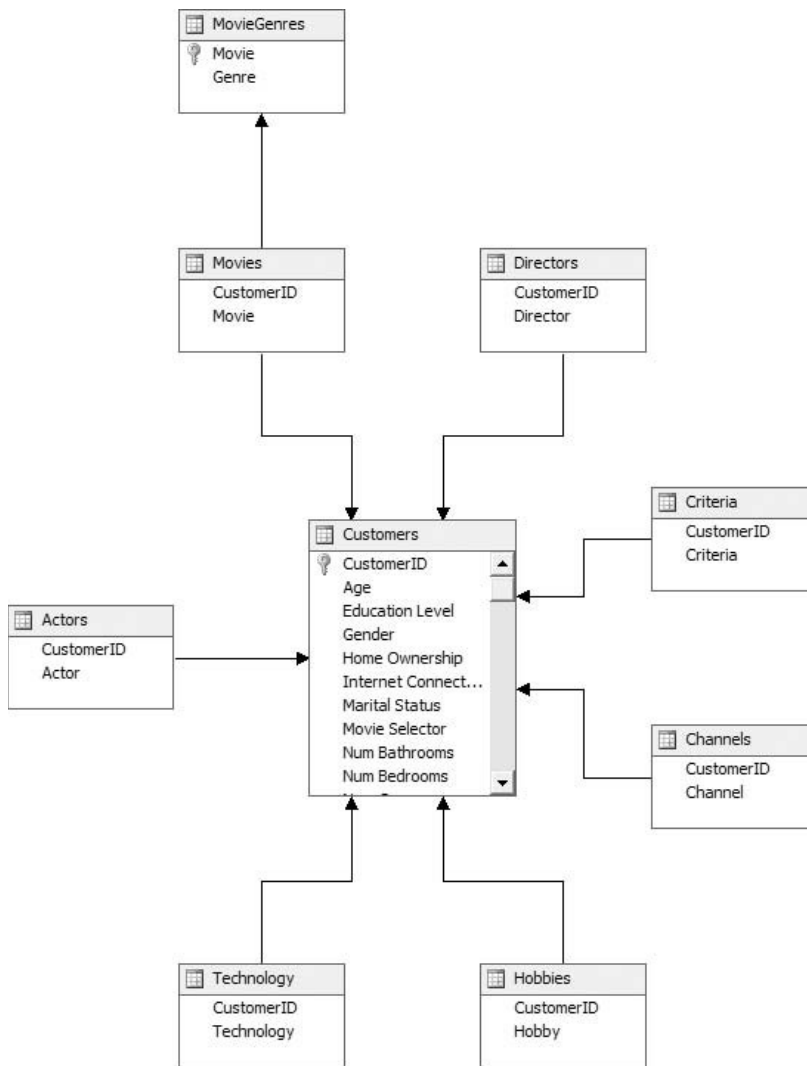 MovieGenres
Movie
Genre
Movies
CustomerID
Movie
Directors
CustomerID
Director
Customers
CustomerID
Age
Education Level
Gender
Home Ownership
Internet Connect...
Marital Status
Movie Selector
Num Bathrooms
Num Bedrooms
Criteria
CustomerID
Criteria
Actors
CustomerID
Actor
Channels
CustomerID
Channel
Technology
CustomerID
Technology
Hobbies
CustomerID
Hobby